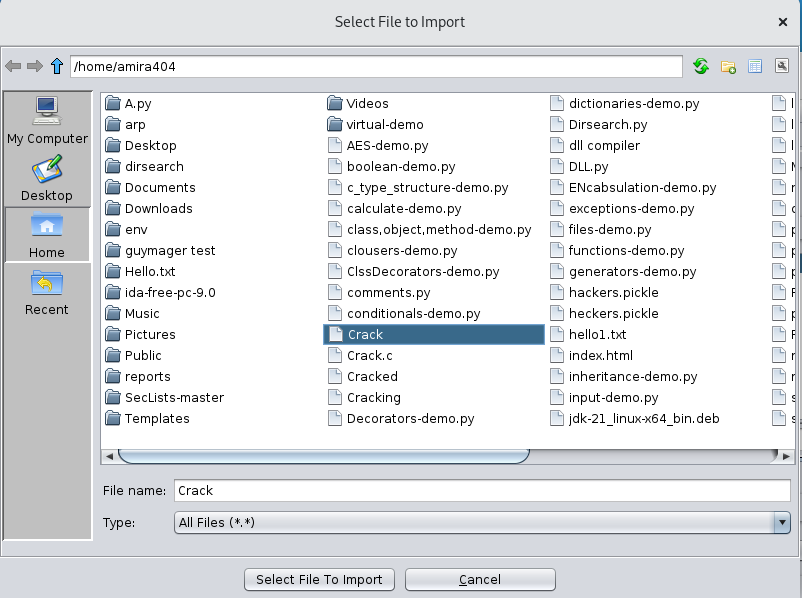 Select File to Import
/home/amira404
My Computer
Desktop
Home
Recent
A.py
arp
Desktop
dirsearch
Documents
Downloads
env
guymager test
Hello.txt
ida-free-pc-9.0
Music
Pictures
Public
reports
SecLists-master
Templates
Videos
virtual-demo
AES-demo.py
boolean-demo.py
c_type_structure-demo.py
calculate-demo.py
class,object,method-demo.py
clousers-demo.py
ClssDecorators-demo.py
comments.py
conditionals-demo.py
Crack
Crack.c
Cracked
Cracking
Decorators-demo.py
dictionaries-demo.py
Dirsearch.py
dll compiler
DLL.py
ENcabsulation-demo.py
exceptions-demo.py
files-demo.py
functions-demo.py
generators-demo.py
hackers.pickle
heckers.pickle
hello1.txt
index.html
inheritance-demo.py
input-demo.py
jdk-21_linux-x64_bin.deb
File name: Crack
Type: All Files (*.*)
Select File To Import Cancel